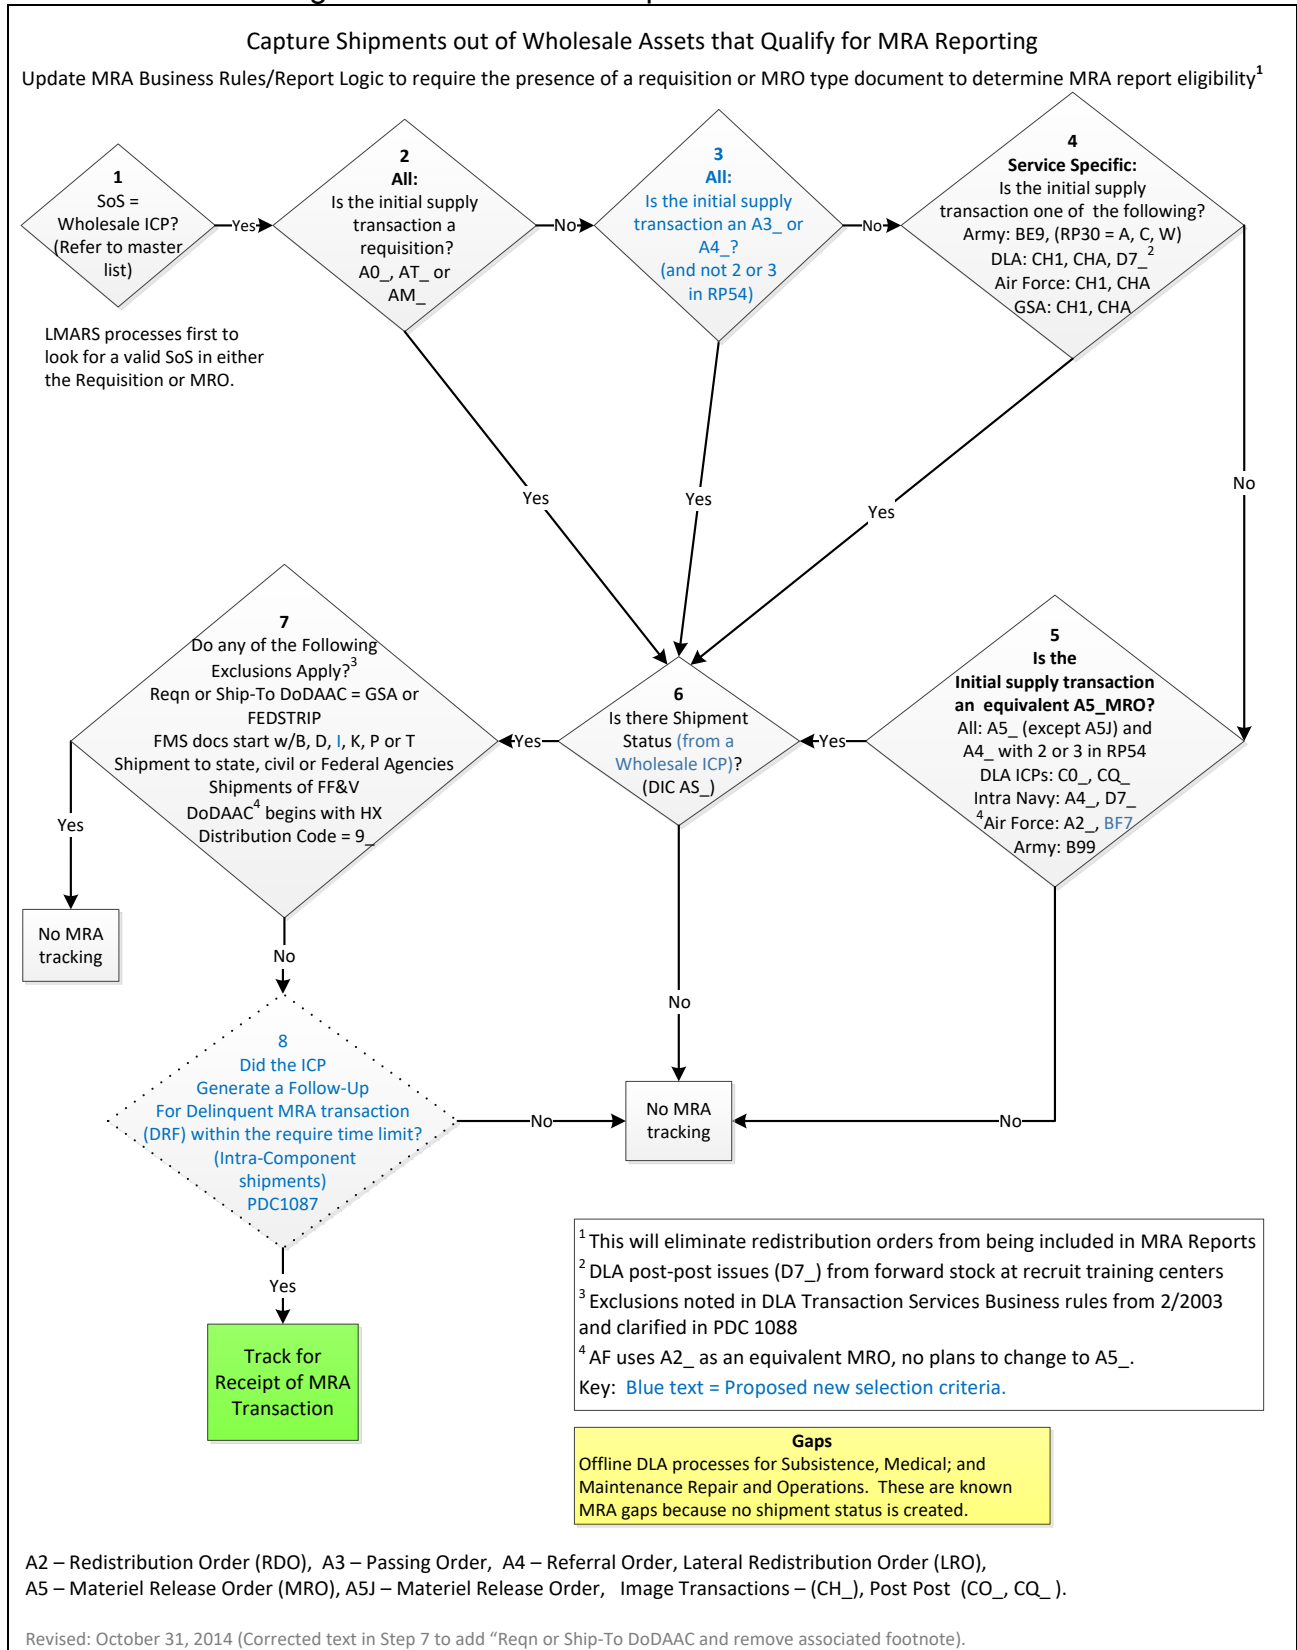 Capture Shipments out of Wholesale Assets that Qualify for MRA Reporting
Update MRA Business Rules/Report Logic to require the presence of a requisition or MRO type document to determine MRA report eligibility1
1
SoS =
Wholesale ICP?
(Refer to master
list)
Yes
2
All:
Is the initial supply
transaction a
requisition?
A0_, AT_ or
AM_
No
3
All:
Is the initial supply
transaction an A3_ or
A4_?
(and not 2 or 3
in RP54)
No
4
Service Specific:
Is the initial supply
transaction one of the following?
Army: BE9, (RP30 = A, C, W)
DLA: CH1, CHA, D7_2
Air Force: CH1, CHA
GSA: CH1, CHA
LMARS processes first to
look for a valid SoS in either
the Requisition or MRO.
Yes
Yes
Yes
No
7
Do any of the Following
Exclusions Apply?3
Reqn or Ship-To DoDAAC = GSA or
FEDSTRIP
FMS docs start w/B, D, I, K, P or T
Shipment to state, civil or Federal Agencies
Shipments of FF&V
DoDAAC4 begins with HX
Distribution Code = 9_
Yes
6
Is there Shipment
Status (from a
Wholesale ICP)?
(DIC AS_)
Yes
5
Is the
Initial supply transaction
an equivalent A5_MRO?
All: A5_ (except A5J) and
A4_ with 2 or 3 in RP54
DLA ICPs: C0_, CQ_
Intra Navy: A4_, D7_
4Air Force: A2_, BF7
Army: B99
Yes
No MRA
tracking
No
No
8
Did the ICP
Generate a Follow-Up
For Delinquent MRA transaction
(DRF) within the require time limit?
(Intra-Component
shipments)
PDC1087
No
No MRA
tracking
No
Yes
Track for
Receipt of MRA
Transaction
1 This will eliminate redistribution orders from being included in MRA Reports
2 DLA post-post issues (D7_) from forward stock at recruit training centers
3 Exclusions noted in DLA Transaction Services Business rules from 2/2003
and clarified in PDC 1088
4 AF uses A2_ as an equivalent MRO, no plans to change to A5_.
Key: Blue text = Proposed new selection criteria.
Gaps
Offline DLA processes for Subsistence, Medical; and
Maintenance Repair and Operations. These are known
MRA gaps because no shipment status is created.
A2 – Redistribution Order (RDO), A3 – Passing Order, A4 – Referral Order, Lateral Redistribution Order (LRO),
A5 – Materiel Release Order (MRO), A5J – Materiel Release Order, Image Transactions – (CH_), Post Post (CO_, CQ_ ).
Revised: October 31, 2014 (Corrected text in Step 7 to add “Reqn or Ship-To DoDAAC and remove associated footnote).